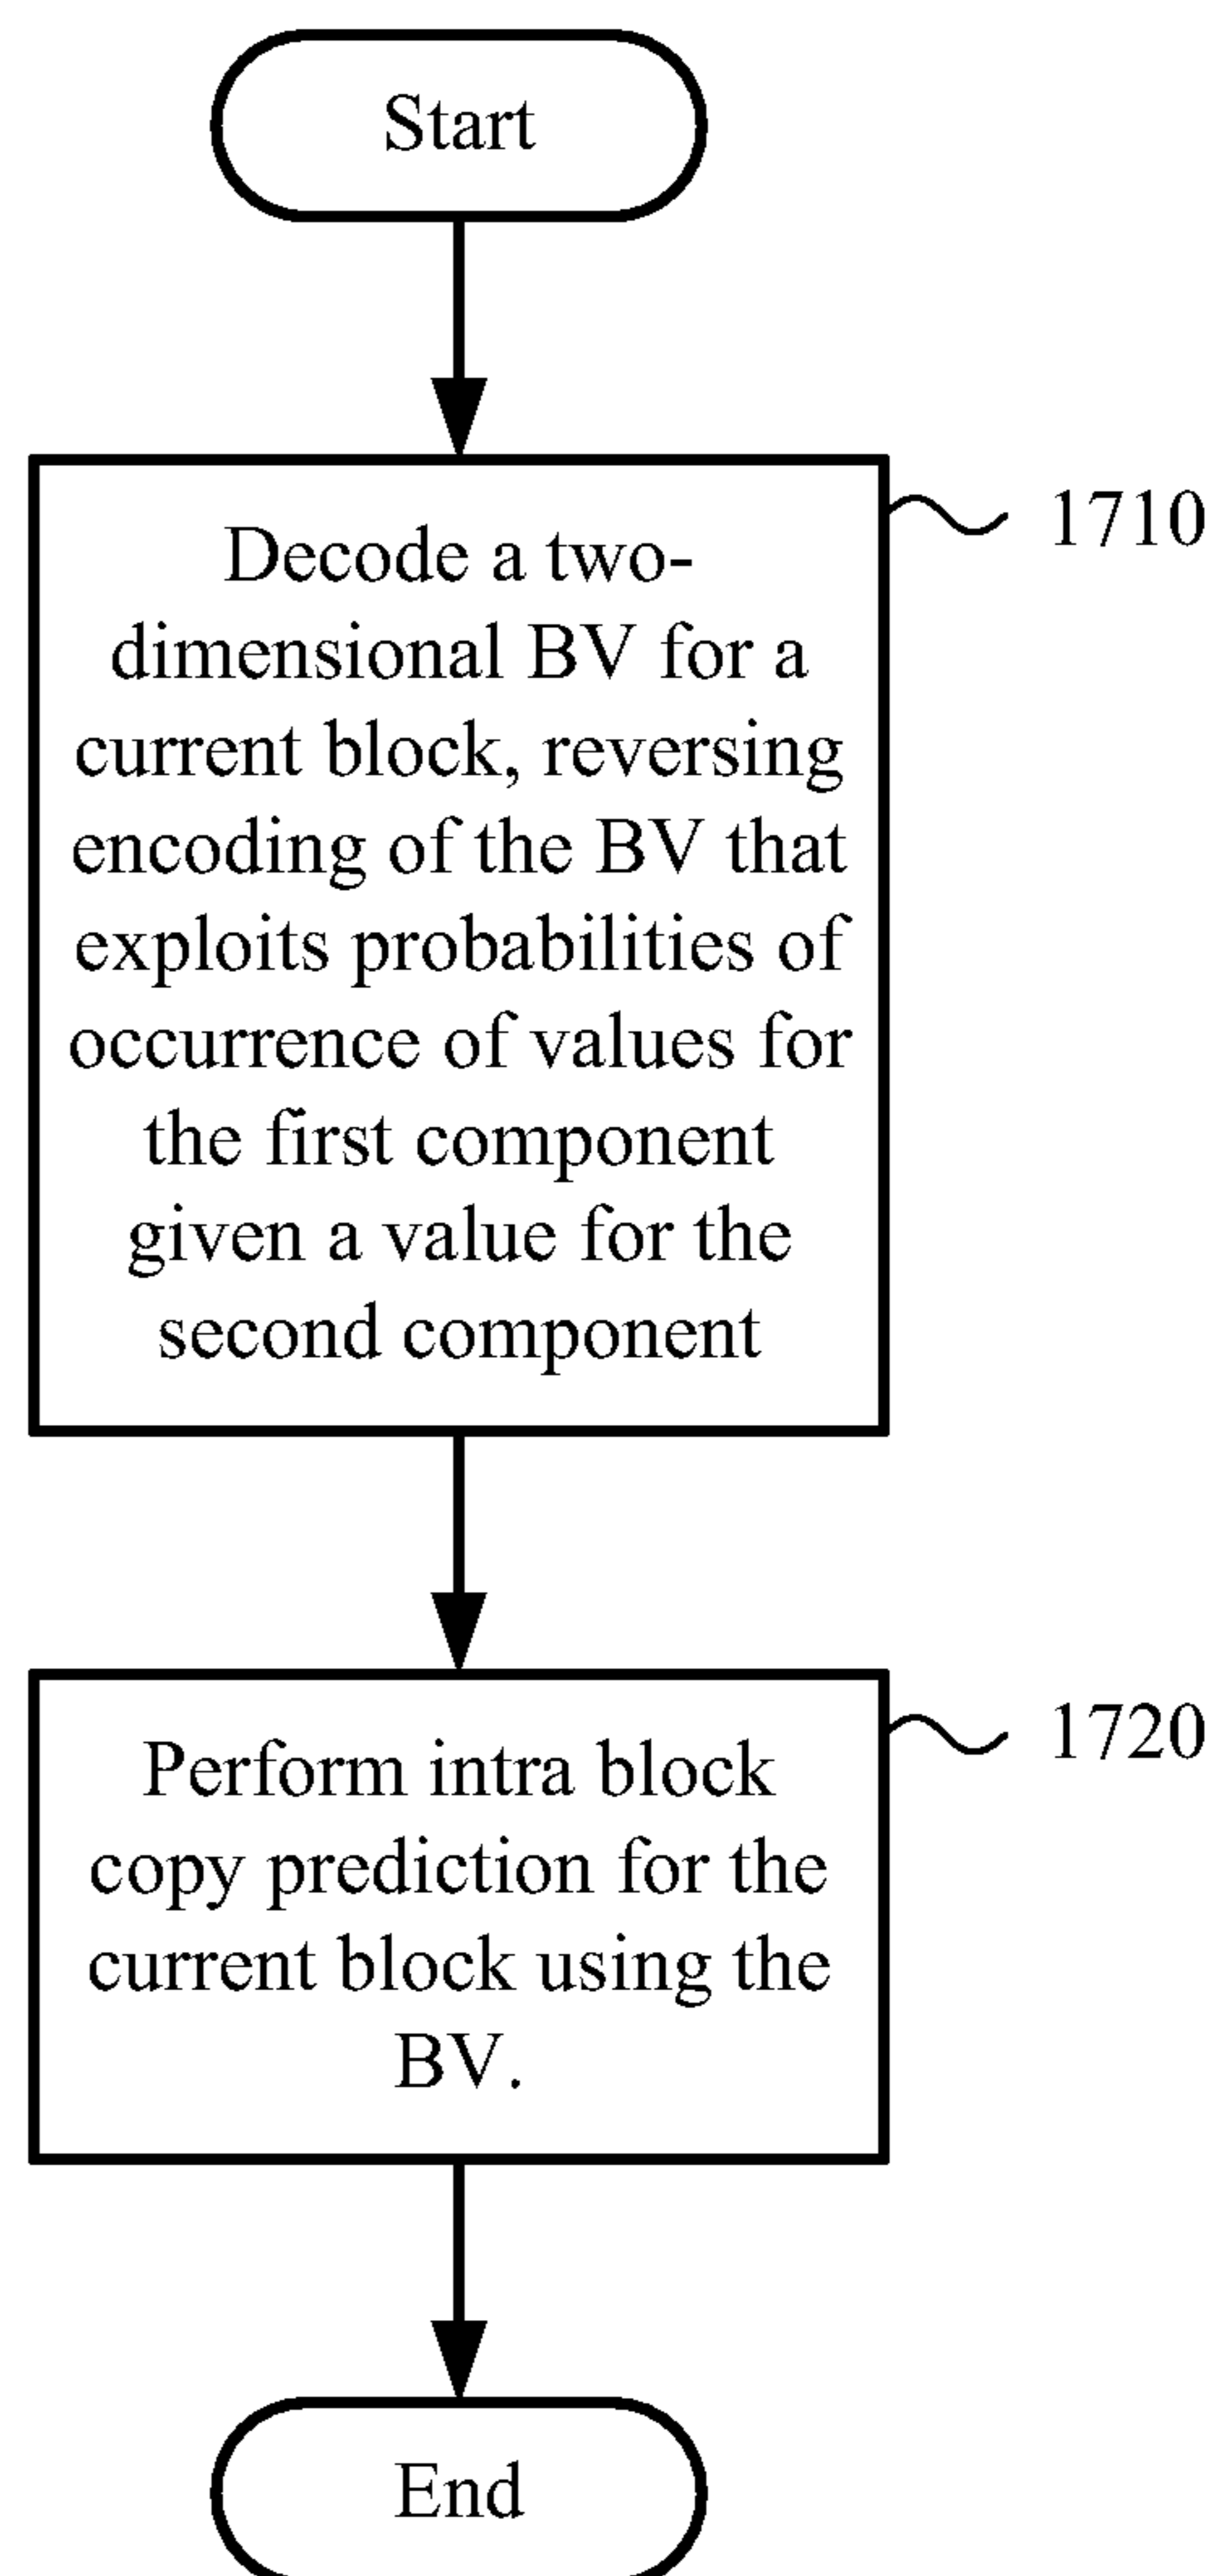 Start
Decode a two-
dimensional BV for a
current block, reversing
encoding of the BV that
exploits probabilities of
occurrence of values for
the first component
given a value for the
second component
1710
Perform intra block
copy prediction for the
current block using the
BV.
1720
End